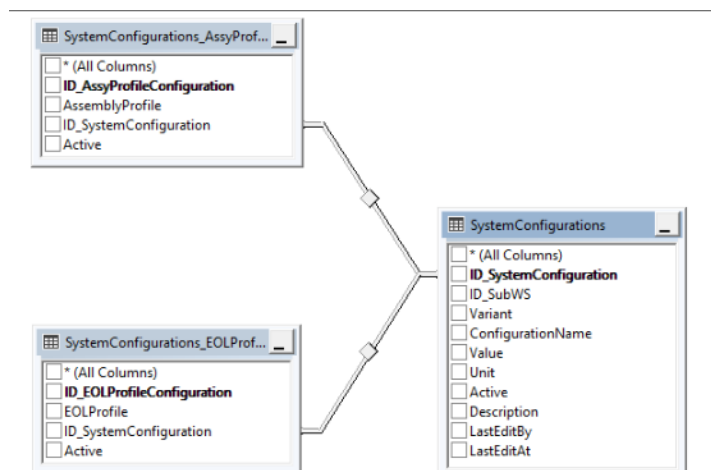 SystemConfigurations_AssyProf...
* (All Columns)
ID_AssyProfileConfiguration
AssemblyProfile
ID_SystemConfiguration
Active
SystemConfigurations
* (All Columns)
ID_SystemConfiguration
ID_SubWS
Variant
ConfigurationName
Value
Unit
Active
Description
LastEditBy
LastEditAt
SystemConfigurations_EOLProf...
* (All Columns)
ID_EOLProfileConfiguration
EOLProfile
ID_SystemConfiguration
Active